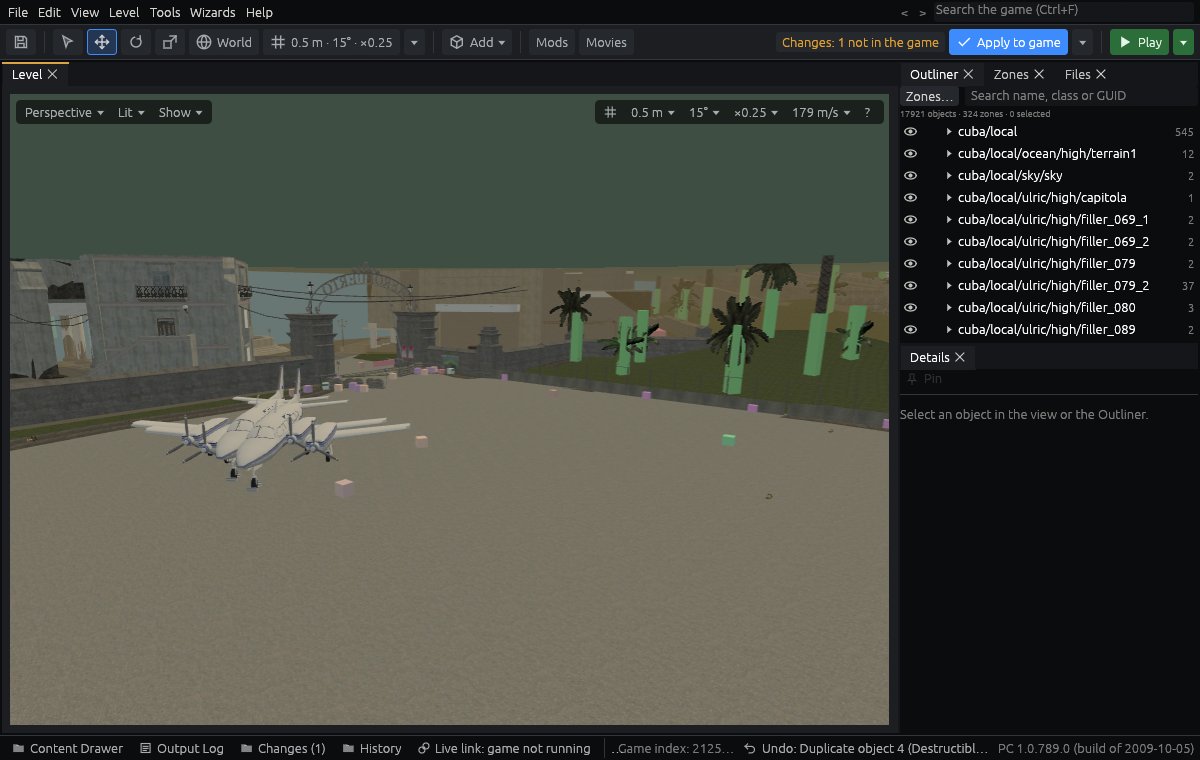 File Edit View Level Tools Wizards Help
< > Search the game (Ctrl+F)
World 0.5 m · 15° · ×0.25 Add Mods Movies Changes: 1 not in the game Apply to game Play
Level
Outliner Zones Files
Perspective Lit Show 0.5 m 15° ×0.25 179 m/s ?
Zones... Search name, class or GUID
17921 objects · 324 zones · 0 selected
cuba/local 545
cuba/local/ocean/high/terrain1 12
cuba/local/sky/sky 2
cuba/local/ulric/high/capitola 1
cuba/local/ulric/high/filler_069_1 2
cuba/local/ulric/high/filler_069_2 2
cuba/local/ulric/high/filler_079 2
cuba/local/ulric/high/filler_079_2 37
cuba/local/ulric/high/filler_080 3
cuba/local/ulric/high/filler_089 2
Details
Pin
Select an object in the view or the Outliner.
Content Drawer Output Log Changes (1) History Live link: game not running ..Game index: 2125... Undo: Duplicate object 4 (Destructibl... PC 1.0.789.0 (build of 2009-10-05)